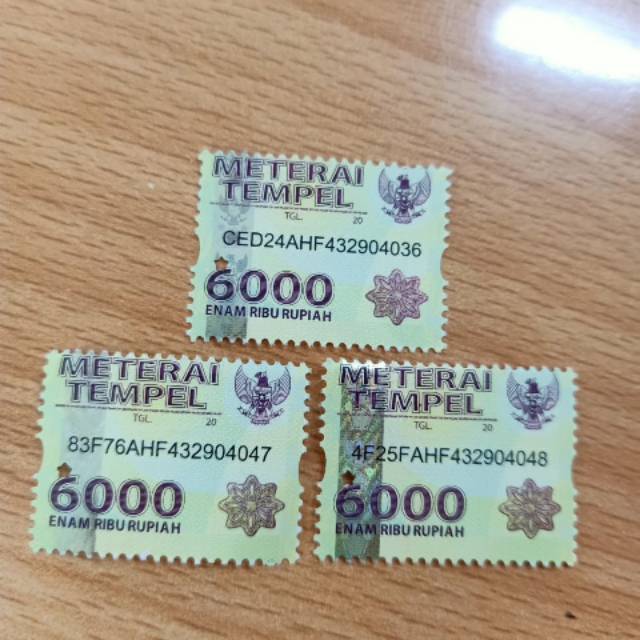 METERAI
TEMPEL
TGL. 20
CED24AHF432904036
6000
ENAM RIBU RUPIAH
METERAI
TEMPEL
TGL. 20
83F76AHF432904047
6000
ENAM RIBU RUPIAH
METERAI
TEMPEL
TGL. 20
4F25FAHF432904048
6000
ENAM RIBU RUPIAH